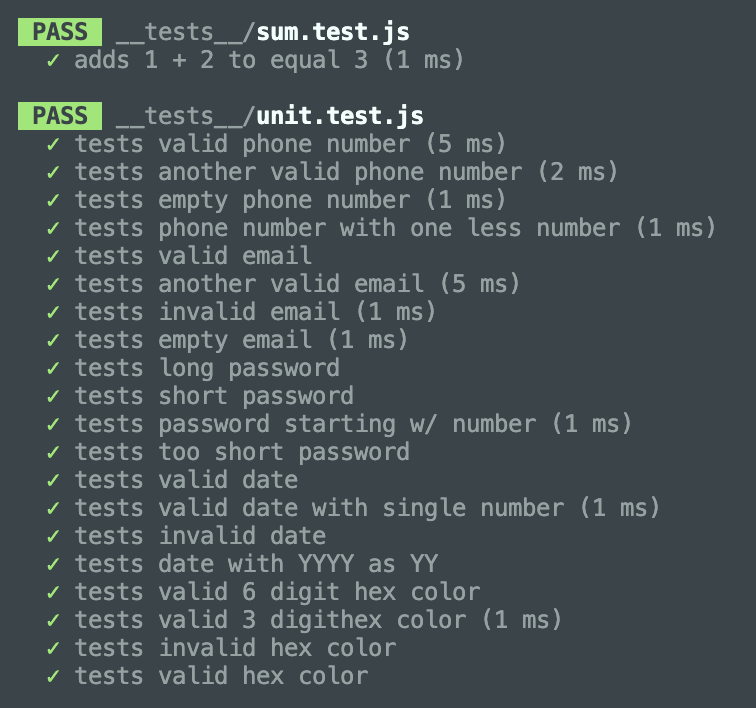 PASS __tests__/sum.test.js
✓ adds 1 + 2 to equal 3 (1 ms)
PASS __tests__/unit.test.js
✓ tests valid phone number (5 ms)
✓ tests another valid phone number (2 ms)
✓ tests empty phone number (1 ms)
✓ tests phone number with one less number (1 ms)
✓ tests valid email
✓ tests another valid email (5 ms)
✓ tests invalid email (1 ms)
✓ tests empty email (1 ms)
✓ tests long password
✓ tests short password
✓ tests password starting w/ number (1 ms)
✓ tests too short password
✓ tests valid date
✓ tests valid date with single number (1 ms)
✓ tests invalid date
✓ tests date with YYYY as YY
✓ tests valid 6 digit hex color
✓ tests valid 3 digithex color (1 ms)
✓ tests invalid hex color
✓ tests valid hex color